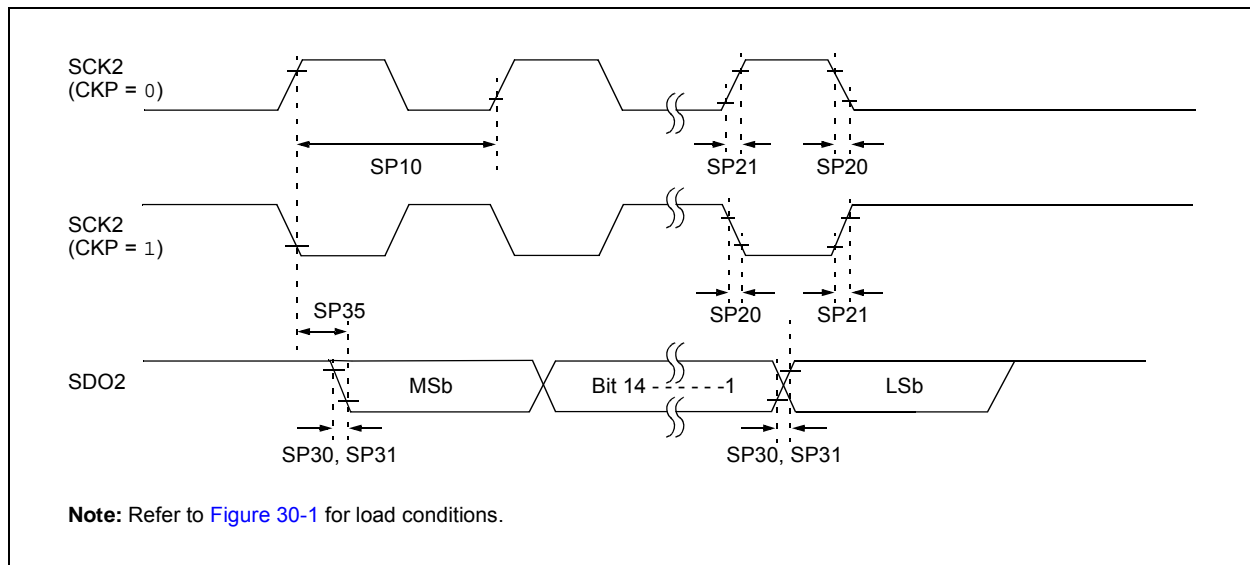 SCK2
(CKP = 0)
SP10
SP21
SP20
SCK2
(CKP = 1)
SP35
SP20
SP21
SDO2
MSb
Bit 14 - - - - - -1
LSb
SP30, SP31
SP30, SP31
Note: Refer to Figure 30-1 for load conditions.